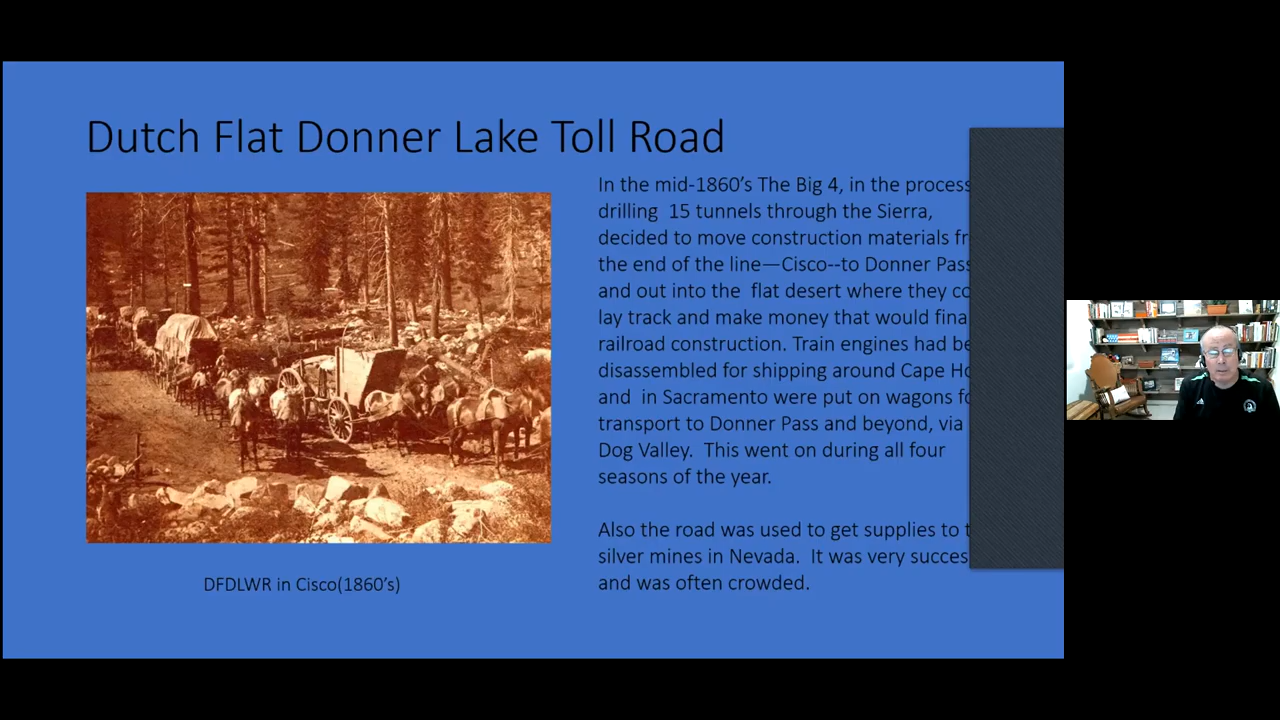 Dutch Flat Donner Lake Toll Road
In the mid-1860's The Big 4, in the process
drilling  15 tunnels through the Sierra,
decided to move construction materials
the end of the line—Cisco--to Donner Pass
and out into the  flat desert where they
lay track and make money that would
railroad construction. Train engines had
disassembled for shipping around Cape
and  in Sacramento were put on wagons
transport to Donner Pass and beyond, via
Dog Valley.  This went on during all four
seasons of the year.
Also the road was used to get supplies to
silver mines in Nevada.  It was very
and was often crowded.
DFDLWR in Cisco(1860's)